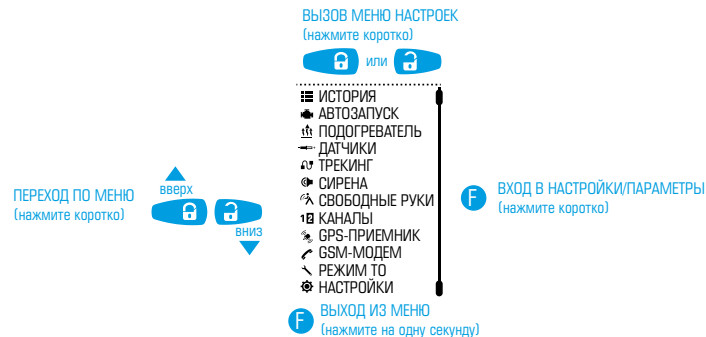 ВЫЗОВ МЕНЮ НАСТРОЕК
(нажмите коротко)
или
ИСТОРИЯ
АВТОЗАПУСК
ПОДОГРЕВАТЕЛЬ
ДАТЧИКИ
ТРЕКИНГ
СИРЕНА
СВОБОДНЫЕ РУКИ
12 КАНАЛЫ
GPS-ПРИЕМНИК
GSM-МОДЕМ
РЕЖИМ ТО
НАСТРОЙКИ
ПЕРЕХОД ПО МЕНЮ
(нажмите коротко)
вверх
вниз
F ВХОД В НАСТРОЙКИ/ПАРАМЕТРЫ
(нажмите коротко)
F ВЫХОД ИЗ МЕНЮ
(нажмите на одну секунду)